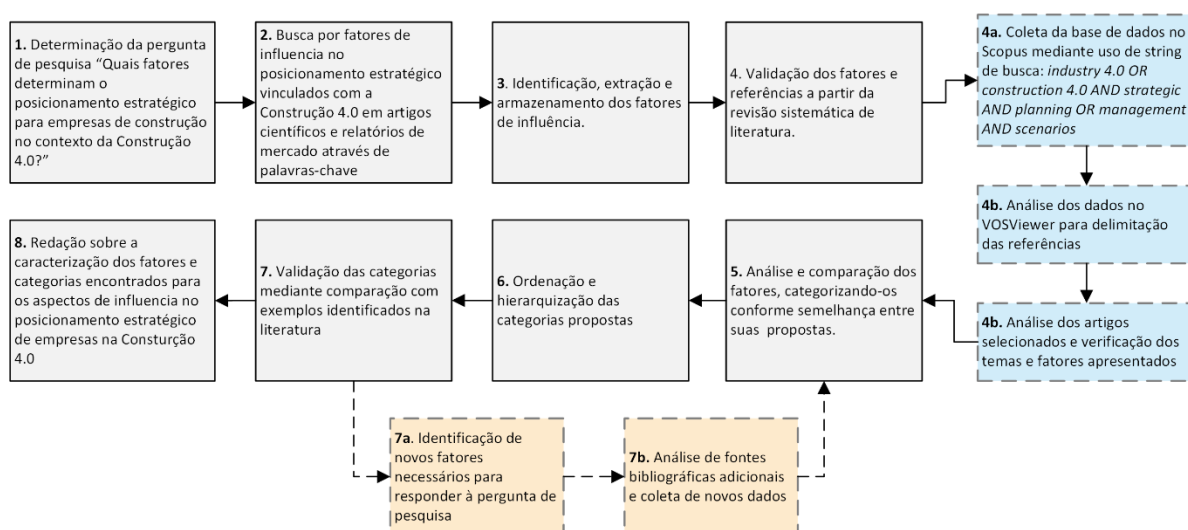 1. Determinação da pergunta
de pesquisa “Quais fatores
determinam o
posicionamento estratégico
para empresas de construção
no contexto da Construção
4.0?”
2. Busca por fatores de
influencia no
posicionamento estratégico
vinculados com a
Construção 4.0 em artigos
científicos e relatórios de
mercado através de
palavras-chave
3. Identificação, extração e
armazenamento dos fatores
de influência.
4. Validação dos fatores e
referências a partir da
revisão sistemática de
literatura.
4a. Coleta da base de dados no
Scopus mediante uso de string
de busca: industry 4.0 OR
construction 4.0 AND strategic
AND planning OR management
AND scenarios
4b. Análise dos dados no
VOSViewer para delimitação
das referências
4b. Análise dos artigos
selecionados e verificação dos
temas e fatores apresentados
5. Análise e comparação dos
fatores, categorizando-os
conforme semelhança entre
suas propostas.
6. Ordenação e
hierarquização das
categorias propostas
7. Validação das categorias
mediante comparação com
exemplos identificados na
literatura
8. Redação sobre a
caracterização dos fatores e
categorias encontrados para
os aspectos de influencia no
posicionamento estratégico
de empresas na Consturção
4.0
7a. Identificação de
novos fatores
necessários para
responder à pergunta de
pesquisa
7b. Análise de fontes
bibliográficas adicionais
e coleta de novos dados